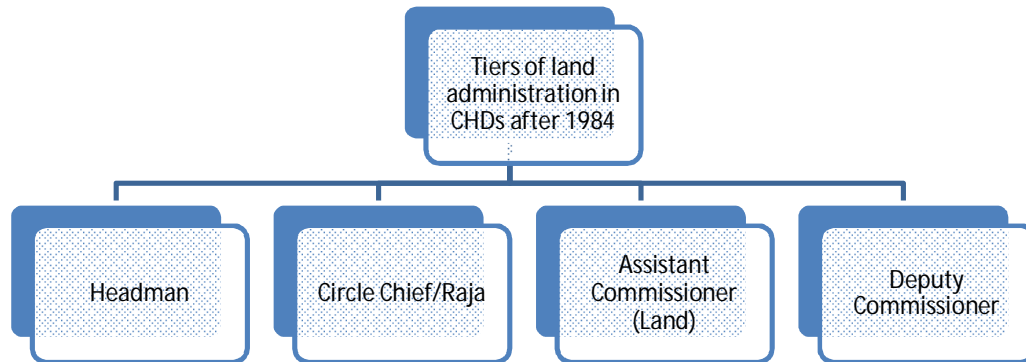 Tiers of land
administration in
CHDs after 1984
Headman
Circle Chief/Raja
Assistant
Commissioner
(Land)
Deputy
Commissioner